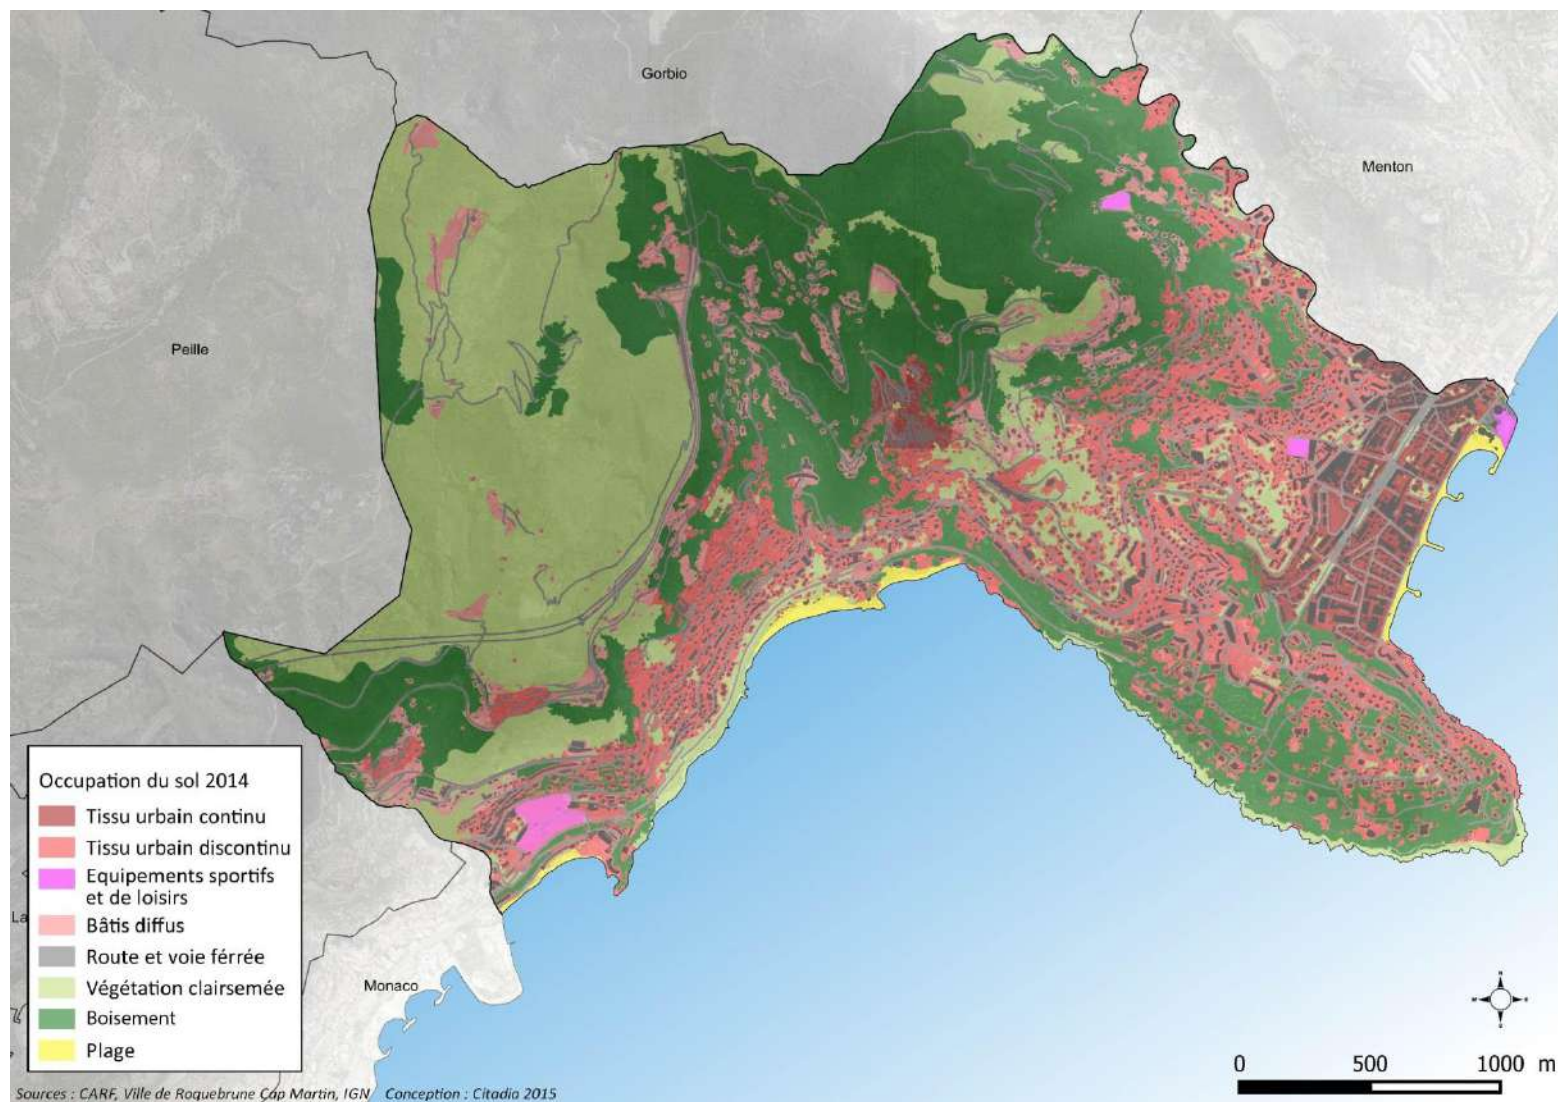 Gorbio
Menton
Peille
Occupation du sol 2014
Tissu urbain continu
Tissu urbain discontinu
Equipements sportifs
et de loisirs
Bâtis diffus
Route et voie férrée
Végétation clairsemée
Boisement
Plage
La
Monaco
N
W
E
S
0 500 1000 m
Sources : CARF, Ville de Roquebrune Cap Martin, IGN Conception : Citadia 2015